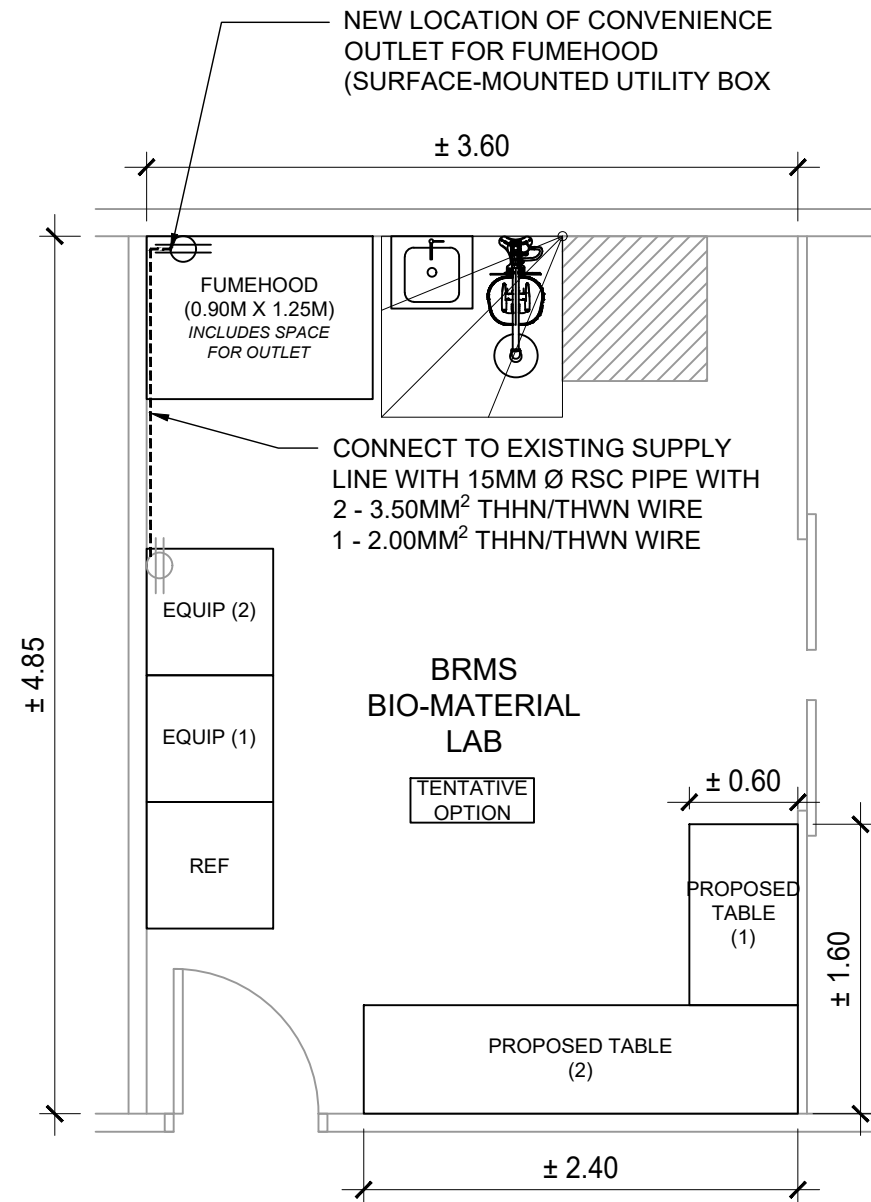 NEW LOCATION OF CONVENIENCE
OUTLET FOR FUMEHOOD
(SURFACE-MOUNTED UTILITY BOX
± 3.60
FUMEHOOD
(0.90M X 1.25M)
INCLUDES SPACE
FOR OUTLET
CONNECT TO EXISTING SUPPLY
LINE WITH 15MM Ø RSC PIPE WITH
2 - 3.50MM² THHN/THWN WIRE
1 - 2.00MM² THHN/THWN WIRE
± 4.85
EQUIP (2)
EQUIP (1)
REF
BRMS
BIO-MATERIAL
LAB
TENTATIVE
OPTION
± 0.60
PROPOSED
TABLE
(1)
± 1.60
PROPOSED TABLE
(2)
± 2.40